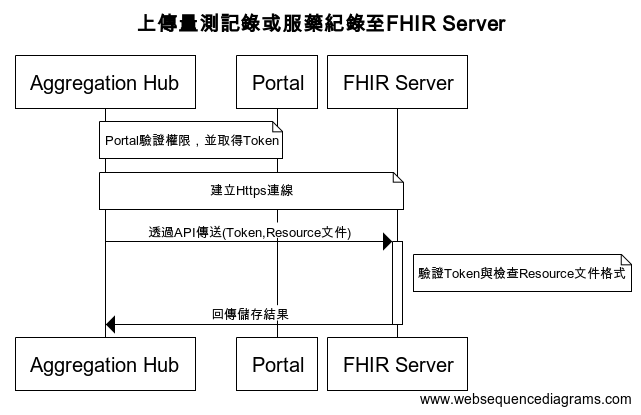 上傳量測記錄或服藥紀錄至FHIR Server
Aggregation Hub
Portal
FHIR Server
Portal驗證權限，並取得Token
建立Https連線
透過API傳送(Token,Resource文件)
驗證Token與檢查Resource文件格式
回傳儲存結果
Aggregation Hub
Portal
FHIR Server
www.websequencediagrams.com